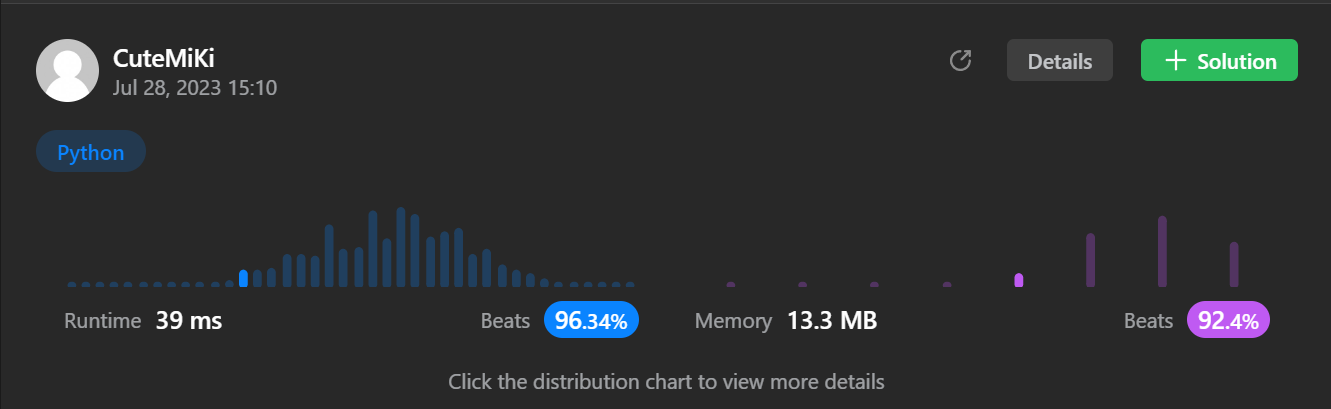 CuteMiKi
Jul 28, 2023 15:10
Details
Solution
Python
Runtime 39 ms
Beats 96.34%
Memory 13.3 MB
Beats 92.4%
Click the distribution chart to view more details